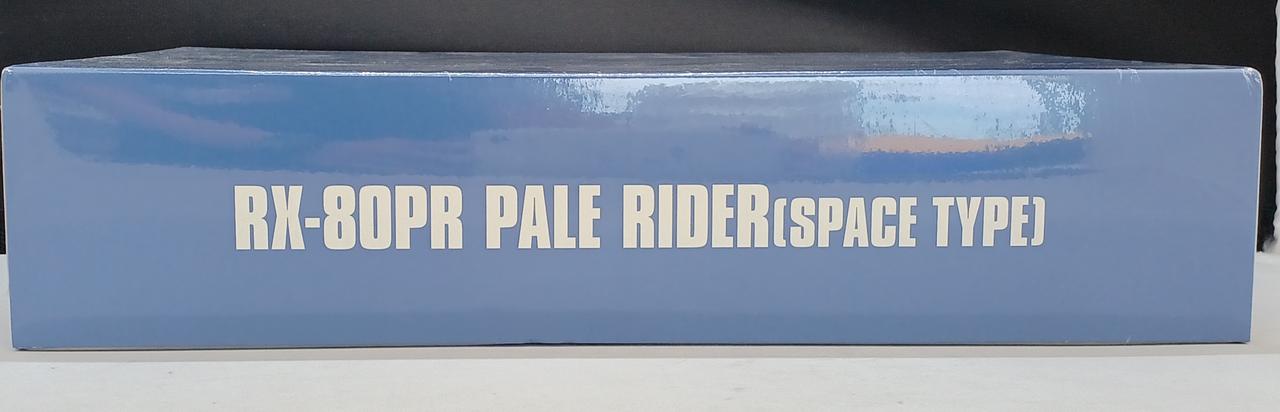 RX-80PR PALE RIDER(SPACE TYPE)